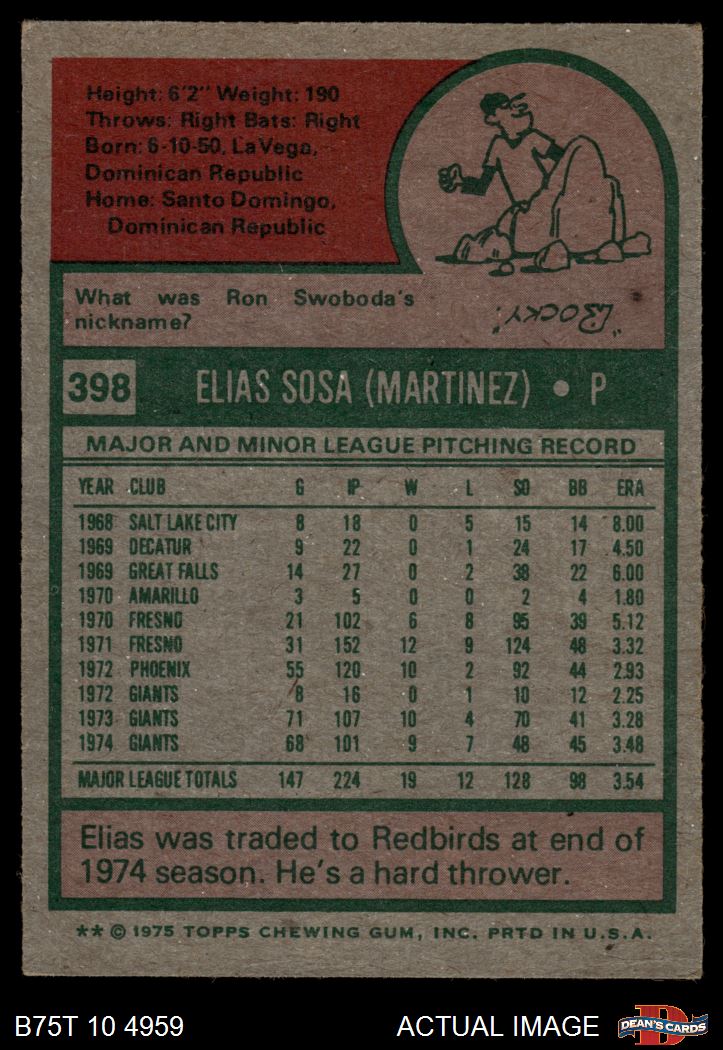 Height: 6'2" Weight: 190
Throws: Right Bats: Right
Born: 6-10-50, La Vega,
Dominican Republic
Home: Santo Domingo,
Dominican Republic
What was Ron Swoboda's
nickname?
"Rocky".
398 ELIAS SOSA (MARTINEZ) • P
MAJOR AND MINOR LEAGUE PITCHING RECORD
YEAR CLUB G IP W L SO BB ERA
1968 SALT LAKE CITY 8 18 0 5 15 14 8.00
1969 DECATUR 9 22 0 1 24 17 4.50
1969 GREAT FALLS 14 27 0 2 38 22 6.00
1970 AMARILLO 3 5 0 0 2 4 1.80
1970 FRESNO 21 102 6 8 95 39 5.12
1971 FRESNO 31 152 12 9 124 48 3.32
1972 PHOENIX 55 120 10 2 92 44 2.93
1972 GIANTS 8 16 0 1 10 12 2.25
1973 GIANTS 71 107 10 4 70 41 3.28
1974 GIANTS 68 101 9 7 48 45 3.48
MAJOR LEAGUE TOTALS 147 224 19 12 128 98 3.54
Elias was traded to Redbirds at end of
1974 season. He's a hard thrower.
** © 1975 TOPPS CHEWING GUM, INC. PRTD IN U.S.A.
B75T 10 4959 ACTUAL IMAGE DEAN'S CARDS